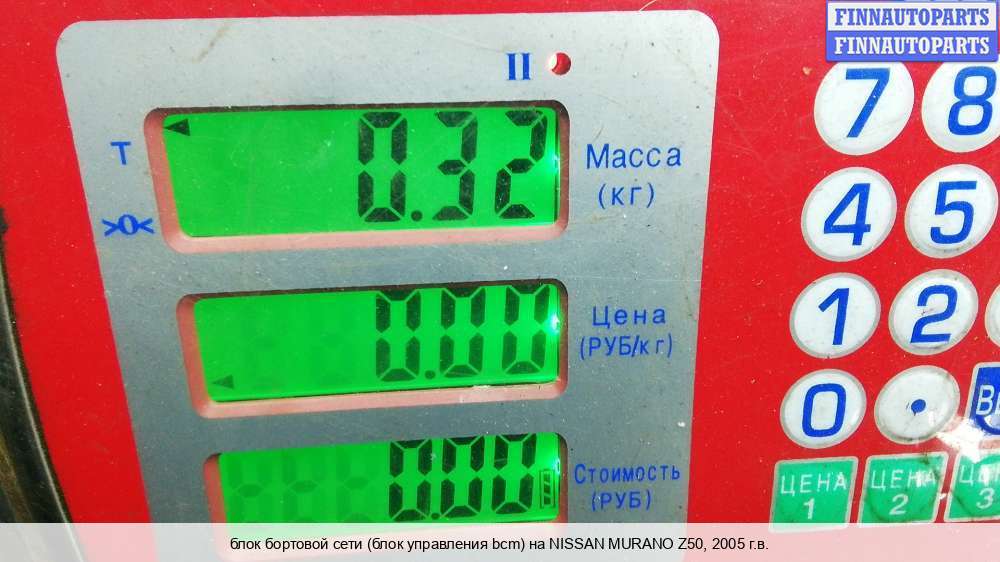 FINNAUTOPARTS
FINNAUTOPARTS
II
T
>0<
0.32
Масса
(кг)
0.00
Цена
(РУБ/кг)
0.00
Стоимость
(РУБ)
7 8
4 5
1 2
0 .
ЦЕНА 1
ЦЕНА 2
3
блок бортовой сети (блок управления bcm) на NISSAN MURANO Z50, 2005 г.в.